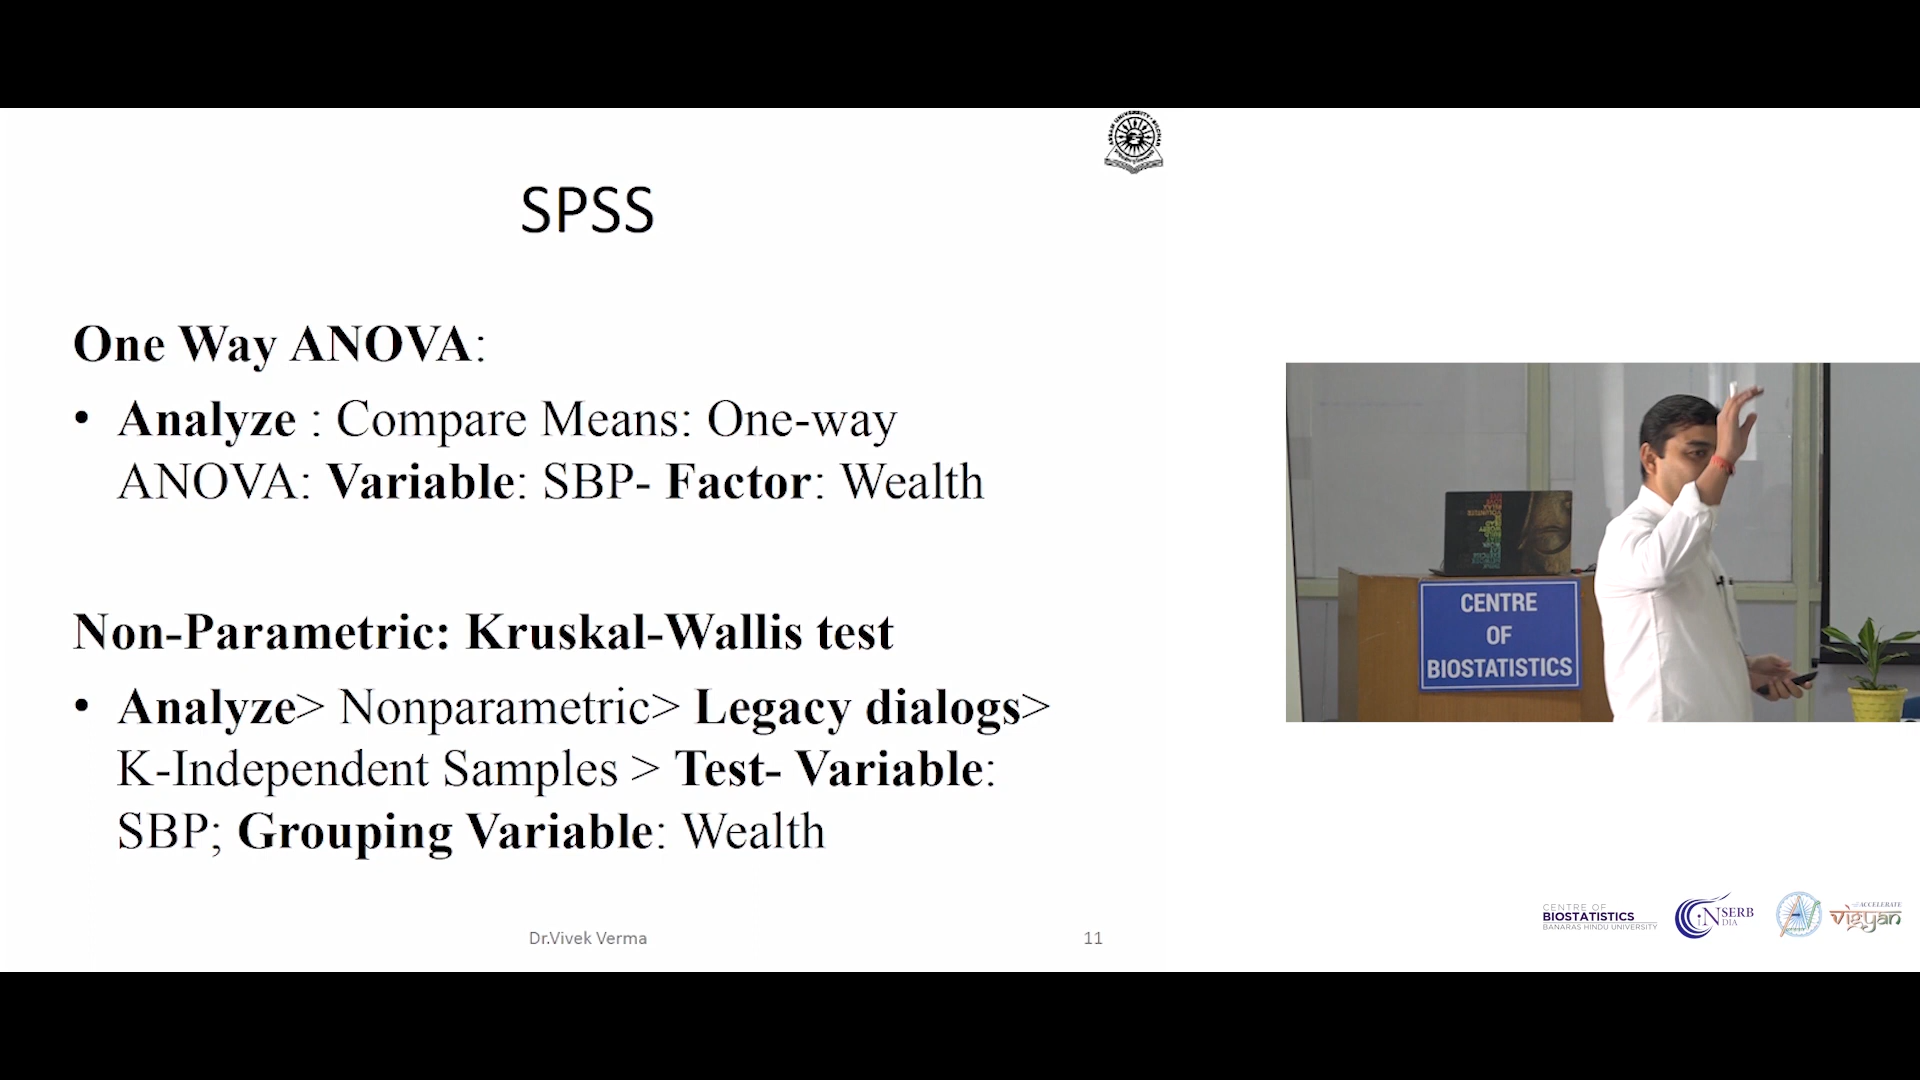 SPSS
One Way ANOVA:
• Analyze : Compare Means: One-way
ANOVA: Variable: SBP- Factor: Wealth
Non-Parametric: Kruskal-Wallis test
• Analyze> Nonparametric> Legacy dialogs>
K-Independent Samples > Test- Variable:
SBP; Grouping Variable: Wealth
Dr.Vivek Verma
11
CENTRE
OF
BIOSTATISTICS
CENTRE OF
BIOSTATISTICS
BANARAS HINDU UNIVERSITY
SERB
INDIA
ACCELERATE
विज्ञान